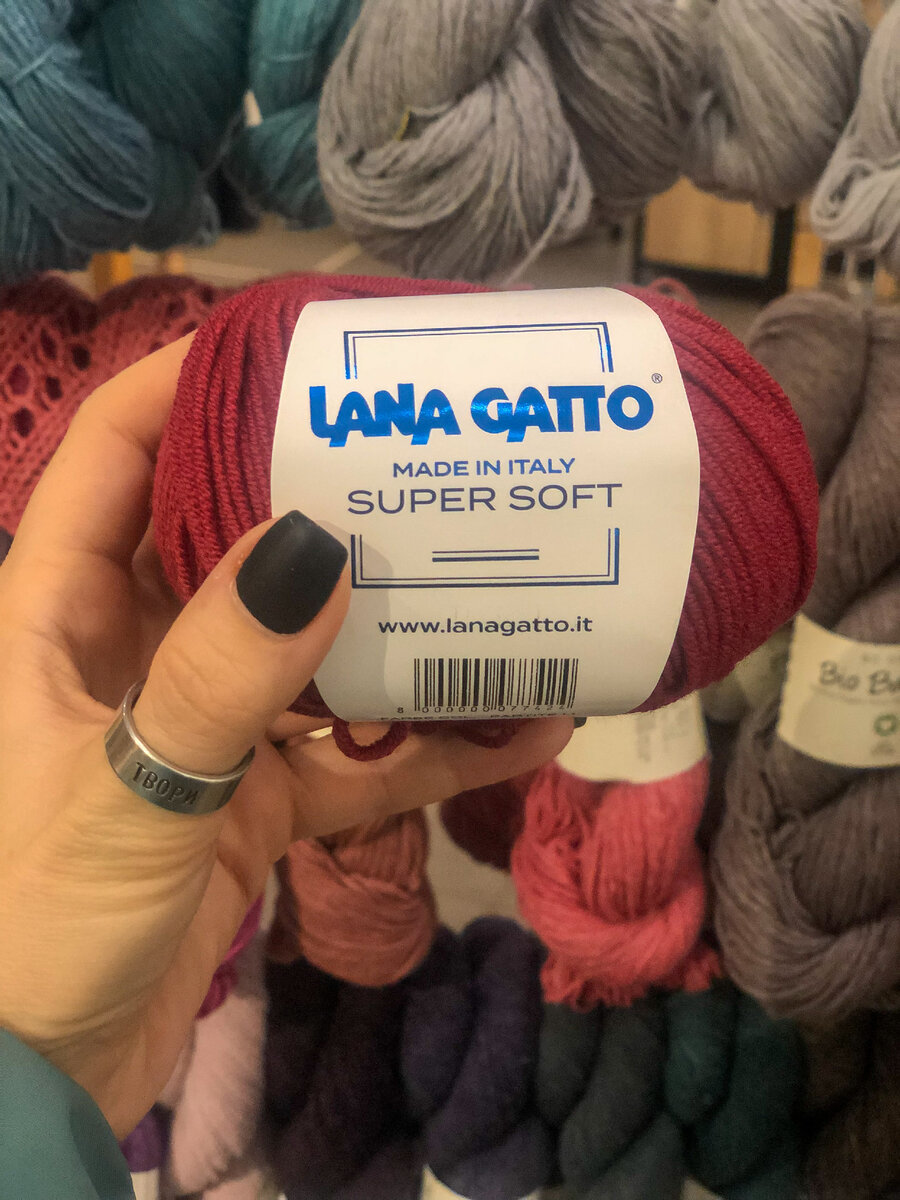 LANA GATTO®
MADE IN ITALY
SUPER SOFT
www.lanagatto.it
ТВОРИ